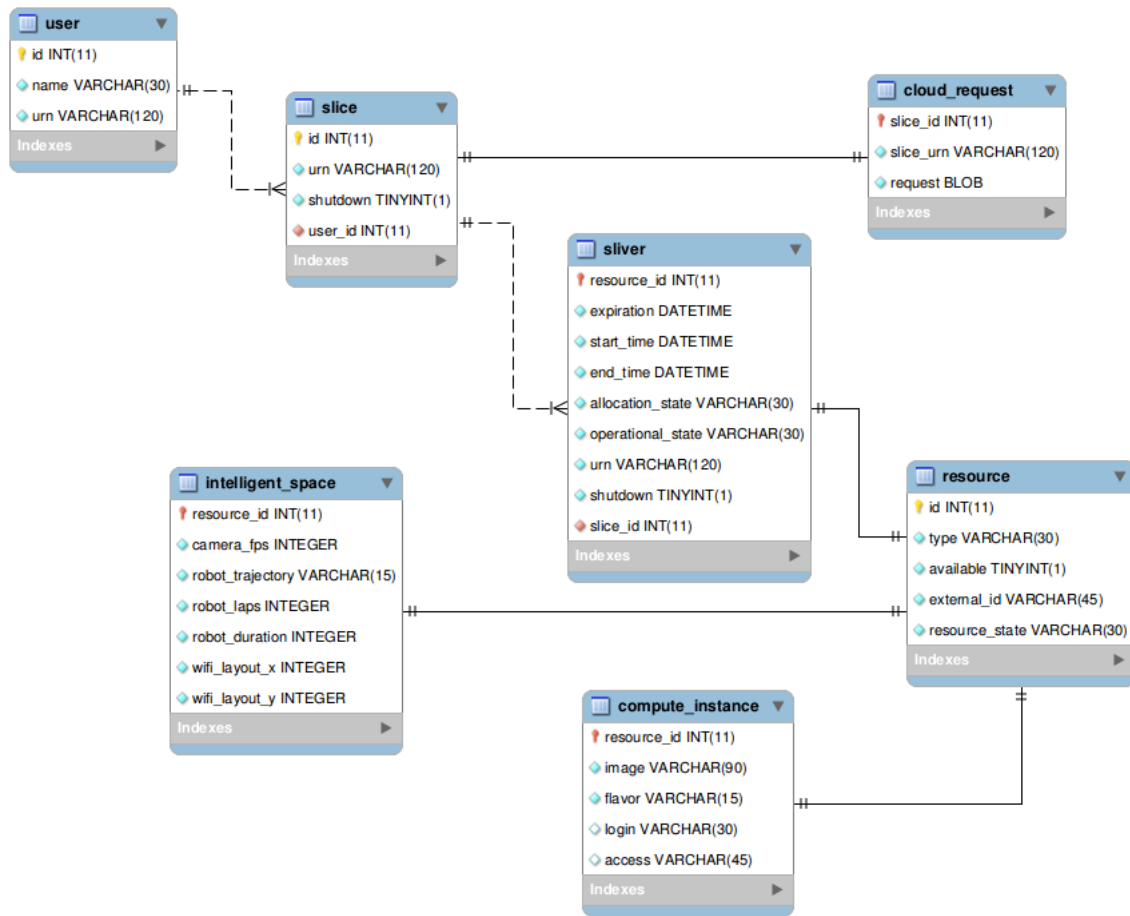 user
id INT(11)
name VARCHAR(30)
urn VARCHAR(120)
Indexes
slice
id INT(11)
urn VARCHAR(120)
shutdown TINYINT(1)
user_id INT(11)
Indexes
cloud_request
slice_id INT(11)
slice_urn VARCHAR(120)
request BLOB
Indexes
sliver
resource_id INT(11)
expiration DATETIME
start_time DATETIME
end_time DATETIME
allocation_state VARCHAR(30)
operational_state VARCHAR(30)
urn VARCHAR(120)
shutdown TINYINT(1)
slice_id INT(11)
Indexes
intelligent_space
resource_id INT(11)
camera_fps INTEGER
robot_trajectory VARCHAR(15)
robot_laps INTEGER
robot_duration INTEGER
wifi_layout_x INTEGER
wifi_layout_y INTEGER
Indexes
resource
id INT(11)
type VARCHAR(30)
available TINYINT(1)
external_id VARCHAR(45)
resource_state VARCHAR(30)
Indexes
compute_instance
resource_id INT(11)
image VARCHAR(90)
flavor VARCHAR(15)
login VARCHAR(30)
access VARCHAR(45)
Indexes